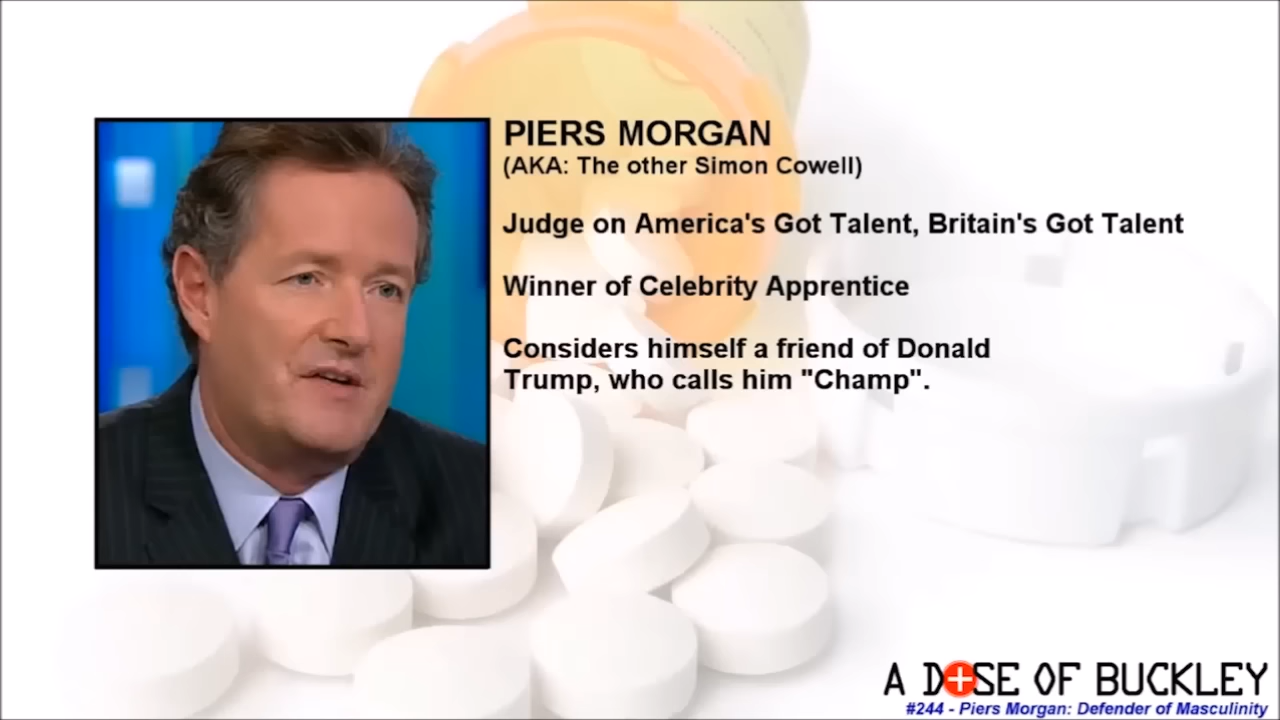 PIERS MORGAN
(AKA: The other Simon Cowell)
Judge on America's Got Talent, Britain's Got Talent
Winner of Celebrity Apprentice
Considers himself a friend of Donald
Trump, who calls him "Champ".
A DOSE OF BUCKLEY
#244 - Piers Morgan: Defender of Masculinity